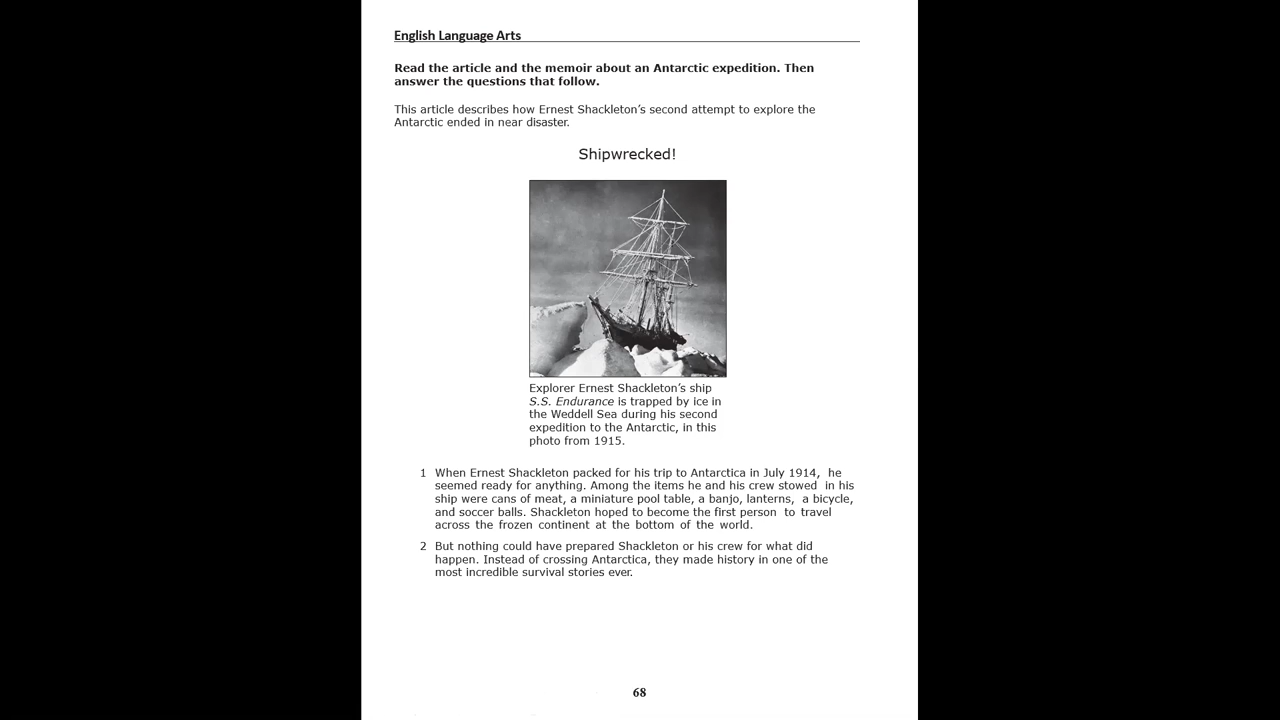 English Language Arts
Read the article and the memoir about an Antarctic expedition. Then
answer the questions that follow.
This article describes how Ernest Shackleton’s second attempt to explore the
Antarctic ended in near disaster.
Shipwrecked!
Explorer Ernest Shackleton’s ship
S.S. Endurance is trapped by ice in
the Weddell Sea during his second
expedition to the Antarctic, in this
photo from 1915.
1 When Ernest Shackleton packed for his trip to Antarctica in July 1914, he
seemed ready for anything. Among the items he and his crew stowed in his
ship were cans of meat, a miniature pool table, a banjo, lanterns, a bicycle,
and soccer balls. Shackleton hoped to become the first person to travel
across the frozen continent at the bottom of the world.
2 But nothing could have prepared Shackleton or his crew for what did
happen. Instead of crossing Antarctica, they made history in one of the
most incredible survival stories ever.
68